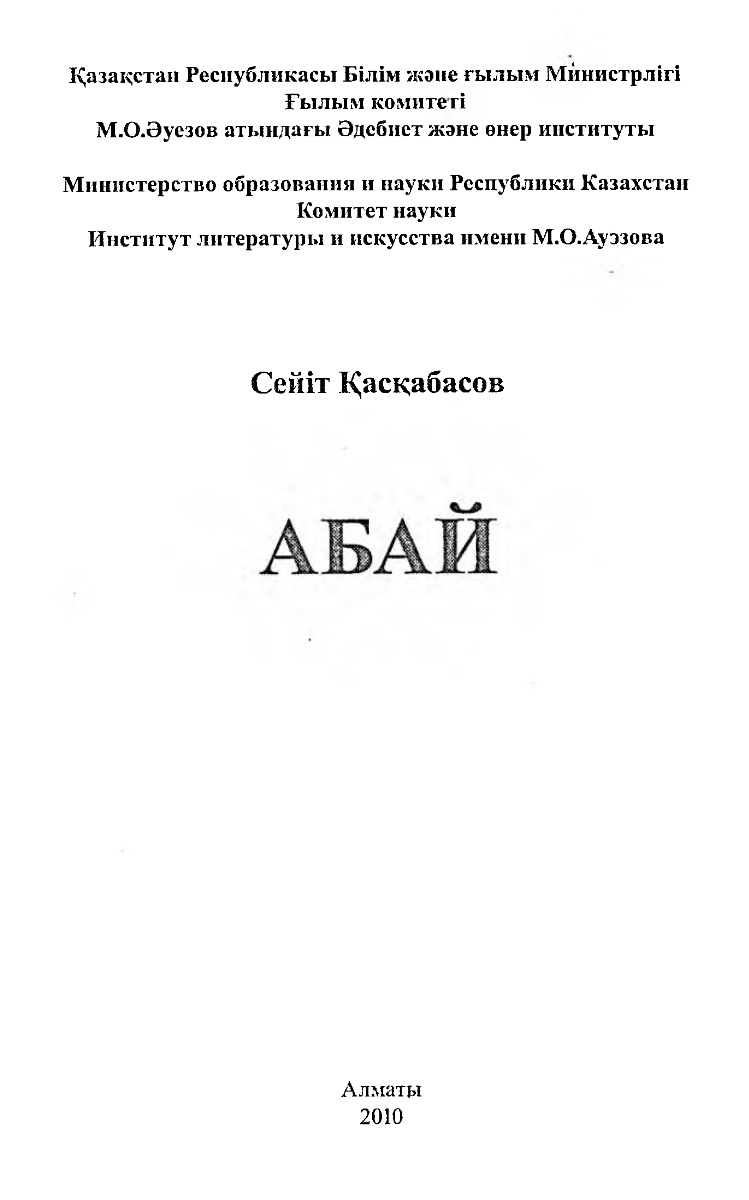 Қазақстан Республикасы Білім және ғылым Министрлігі
Ғылым комитеті
М.О.Әуезов атындағы Әдебиет және өнер институты
Министерство образования и науки Республики Казахстан
Комитет науки
Институт литературы и искусства имени М.О.Ауэзова
Сейіт Қасқабасов
АБАЙ
Алматы
2010